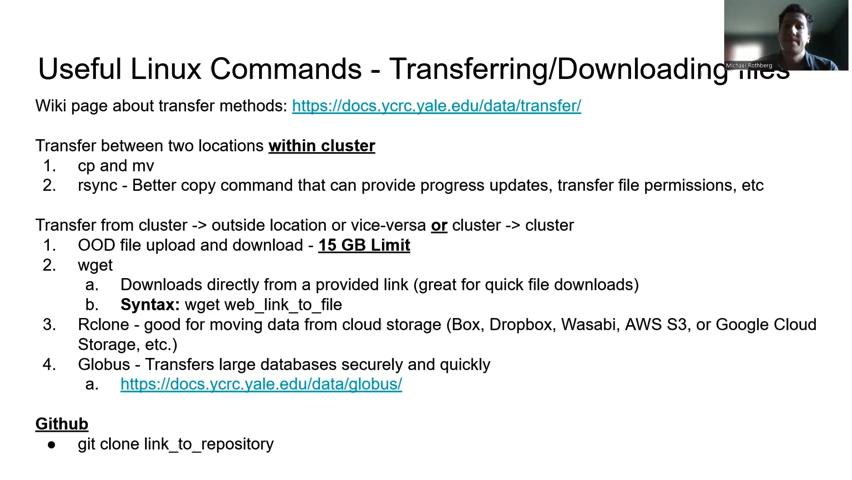 Michael Rothberg
Useful Linux Commands - Transferring/Downloading files
Wiki page about transfer methods: https://docs.ycrc.yale.edu/data/transfer/
Transfer between two locations within cluster
1. cp and mv
2. rsync - Better copy command that can provide progress updates, transfer file permissions, etc
Transfer from cluster -> outside location or vice-versa or cluster -> cluster
1. OOD file upload and download - 15 GB Limit
2. wget
a. Downloads directly from a provided link (great for quick file downloads)
b. Syntax: wget web_link_to_file
3. Rclone - good for moving data from cloud storage (Box, Dropbox, Wasabi, AWS S3, or Google Cloud
Storage, etc.)
4. Globus - Transfers large databases securely and quickly
a. https://docs.ycrc.yale.edu/data/globus/
Github
● git clone link_to_repository